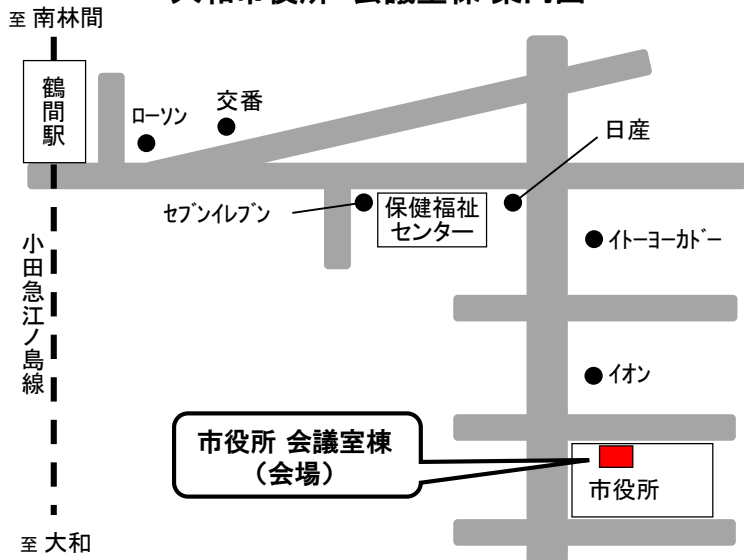 至 南林間
鶴間駅
ローソン
交番
日産
セブンイレブン
保健福祉
センター
イトーヨーカドー
小田急江ノ島線
イオン
市役所 会議室棟
（会場）
市役所
至 大和